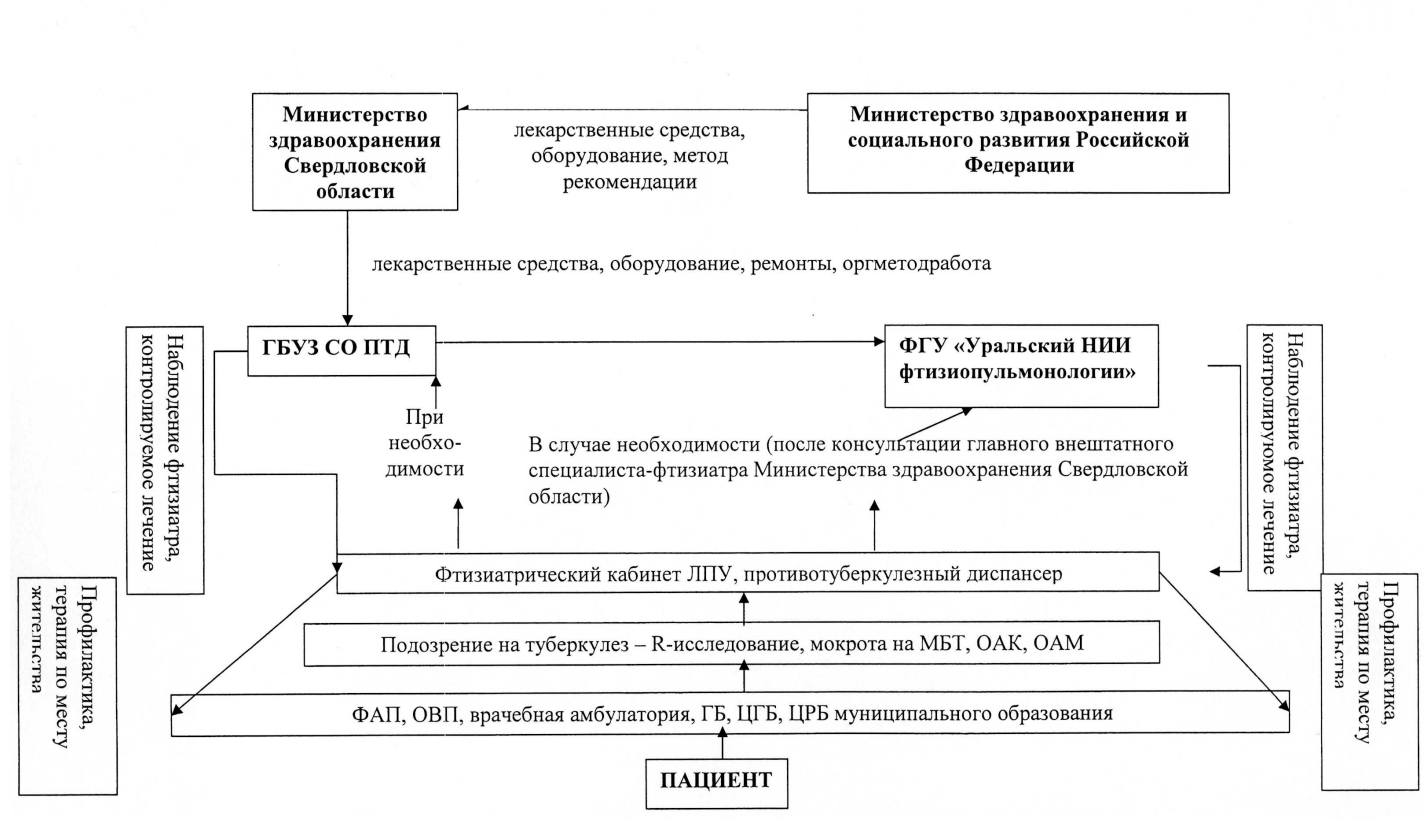 Министерство
здравоохранения
Свердловской
области
лекарственные средства,
оборудование, метод
рекомендации
Министерство здравоохранения и
социального развития Российской
Федерации
лекарственные средства, оборудование, ремонты, оргметодработа
Наблюдение фтизиатра,
контролируемое лечение
ГБУЗ СО ПТД
ФГУ «Уральский НИИ
фтизиопульмонологии»
Наблюдение фтизиатра,
контролируюмое лечение
При
необхо-
димости
В случае необходимости (после консультации главного внештатного
специалиста-фтизиатра Министерства здравоохранения Свердловской
области)
Фтизиатрический кабинет ЛПУ, противотуберкулезный диспансер
Профилактика,
терапия по месту
жительства
Подозрение на туберкулез – R-исследование, мокрота на МБТ, ОАК, ОАМ
Профилактика,
терапия по месту
жительства
ФАП, ОВП, врачебная амбулатория, ГБ, ЦГБ, ЦРБ муниципального образования
ПАЦИЕНТ